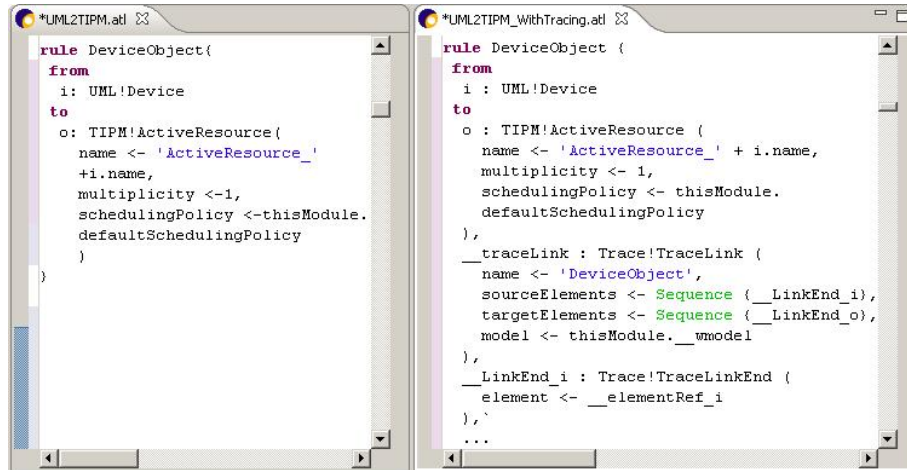 *UML2TIPM.atl
rule DeviceObject{
from
i: UML!Device
to
o: TIPM!ActiveResource(
name <- 'ActiveResource_'
+i.name,
multiplicity <-1,
schedulingPolicy <-thisModule.
defaultSchedulingPolicy
)
}
*UML2TIPM_WithTracing.atl
rule DeviceObject {
from
i : UML!Device
to
o : TIPM!ActiveResource (
name <- 'ActiveResource_' + i.name,
multiplicity <- 1,
schedulingPolicy <- thisModule.
defaultSchedulingPolicy
),
__traceLink : Trace!TraceLink (
name <- 'DeviceObject',
sourceElements <- Sequence {__LinkEnd_i},
targetElements <- Sequence {__LinkEnd_o},
model <- thisModule.__wmodel
),
__LinkEnd_i : Trace!TraceLinkEnd (
element <- __elementRef_i
),`
...